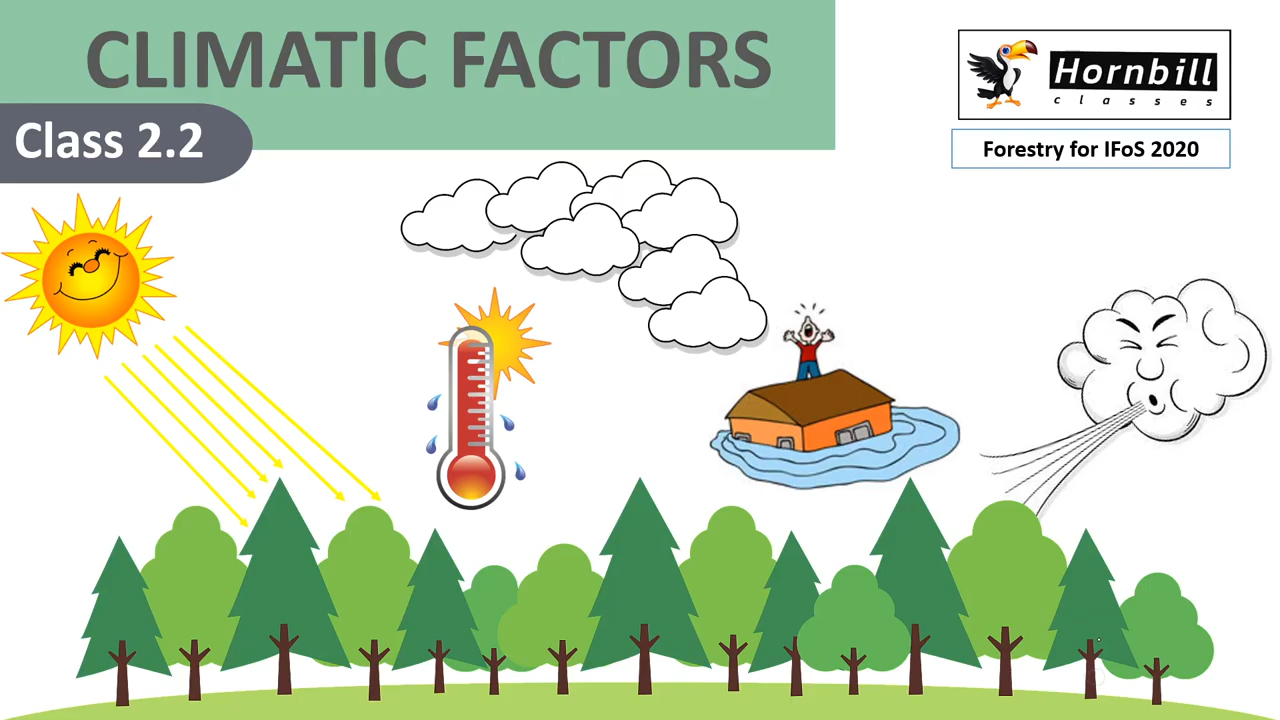 CLIMATIC FACTORS
Class 2.2
Hornbill
classes
Forestry for IFoS 2020